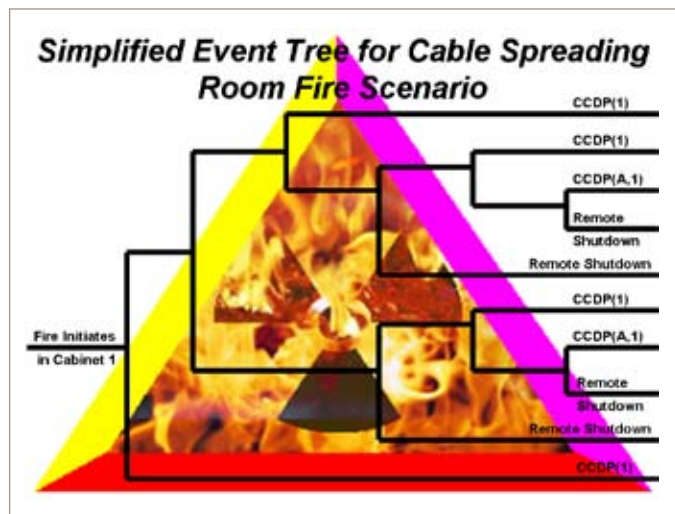 Simplified Event Tree for Cable Spreading
Room Fire Scenario
CCDP(1)
CCDP(1)
CCDP(A,1)
Remote
Shutdown
Remote Shutdown
CCDP(1)
Fire Initiates
in Cabinet 1
CCDP(A,1)
Remote
Shutdown
Remote Shutdown
CCDP(1)